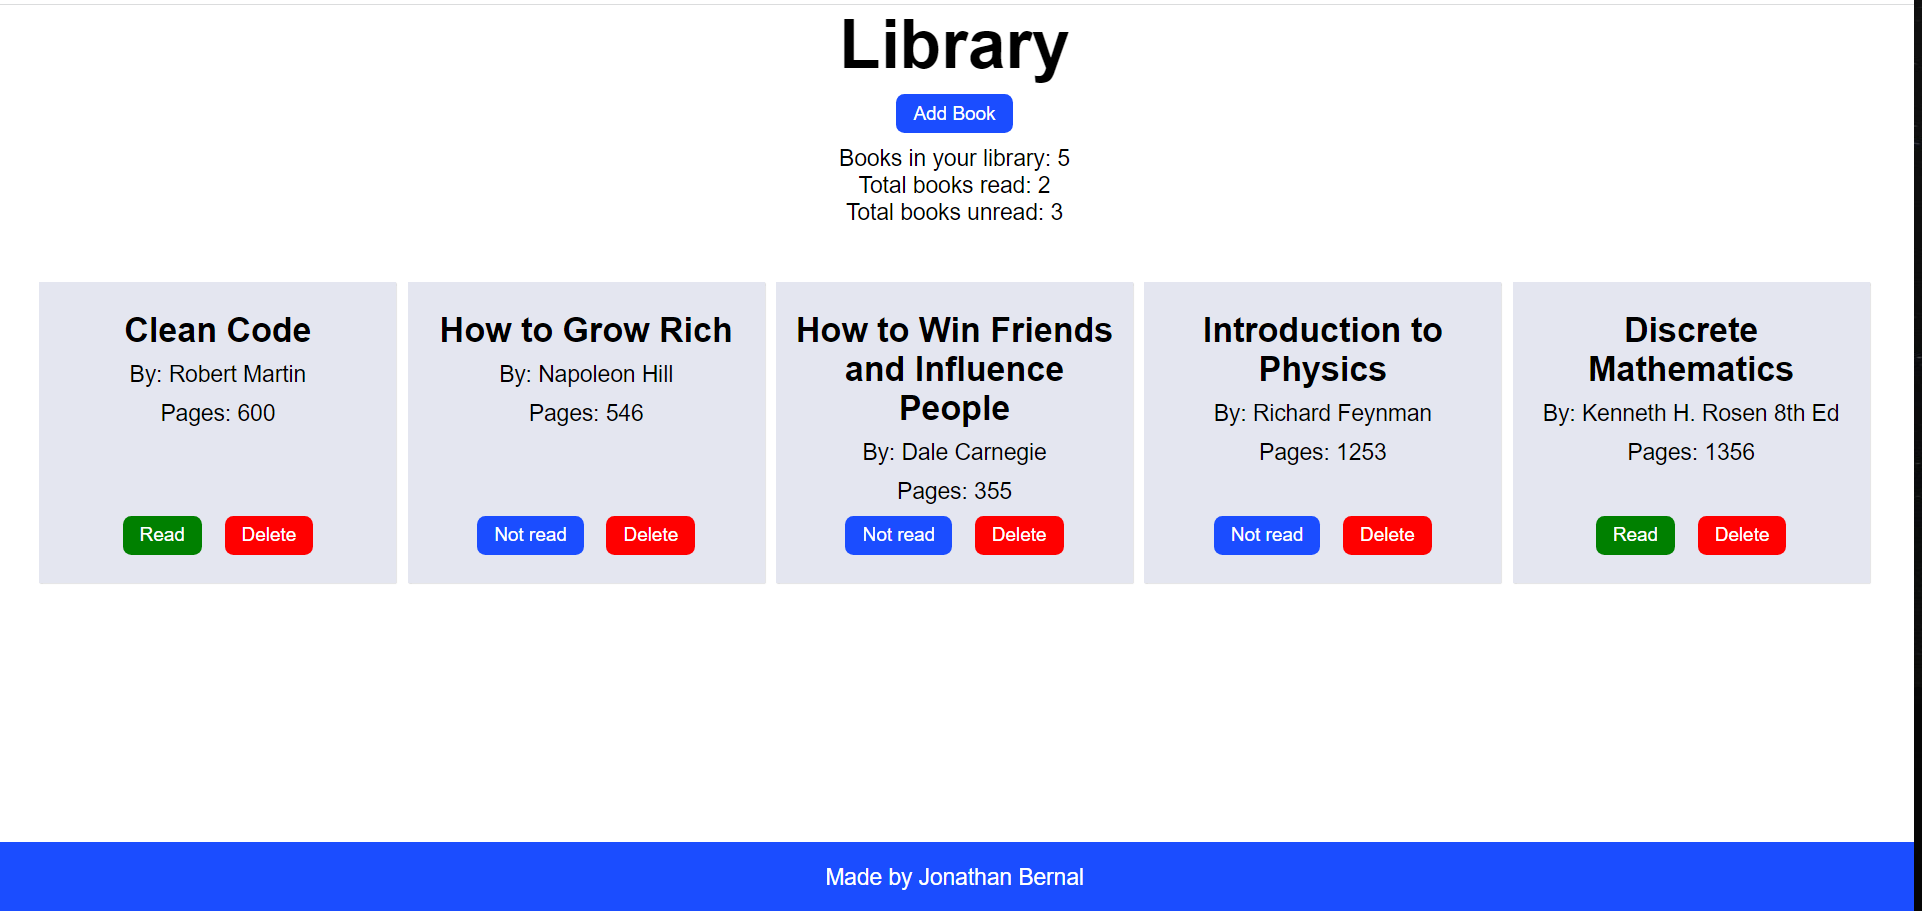 Library
Add Book
Books in your library: 5
Total books read: 2
Total books unread: 3
Clean Code
By: Robert Martin
Pages: 600
Read
Delete
How to Grow Rich
By: Napoleon Hill
Pages: 546
Not read
Delete
How to Win Friends
and Influence
People
By: Dale Carnegie
Pages: 355
Not read
Delete
Introduction to
Physics
By: Richard Feynman
Pages: 1253
Not read
Delete
Discrete
Mathematics
By: Kenneth H. Rosen 8th Ed
Pages: 1356
Read
Delete
Made by Jonathan Bernal